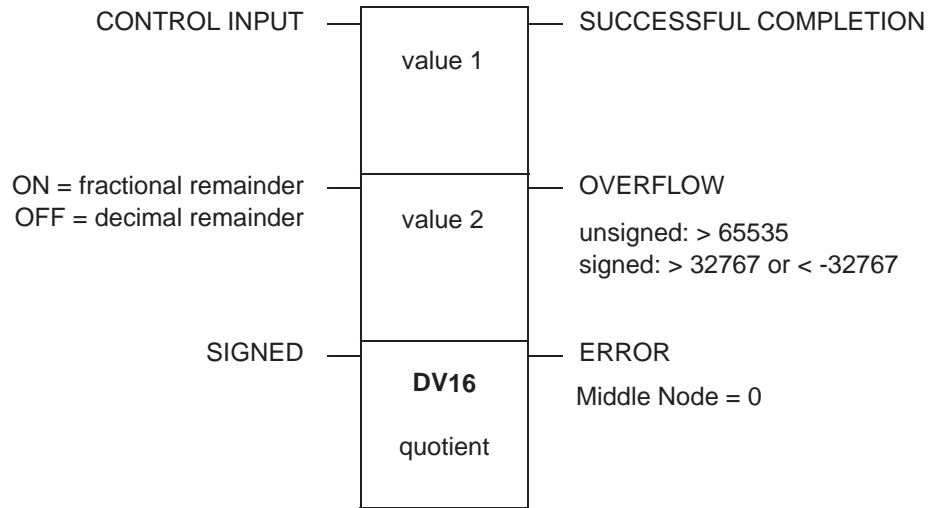 CONTROL INPUT
SUCCESSFUL COMPLETION
value 1
ON = fractional remainder
OFF = decimal remainder
value 2
OVERFLOW
unsigned: > 65535
signed: > 32767 or < -32767
SIGNED
ERROR
DV16
Middle Node = 0
quotient